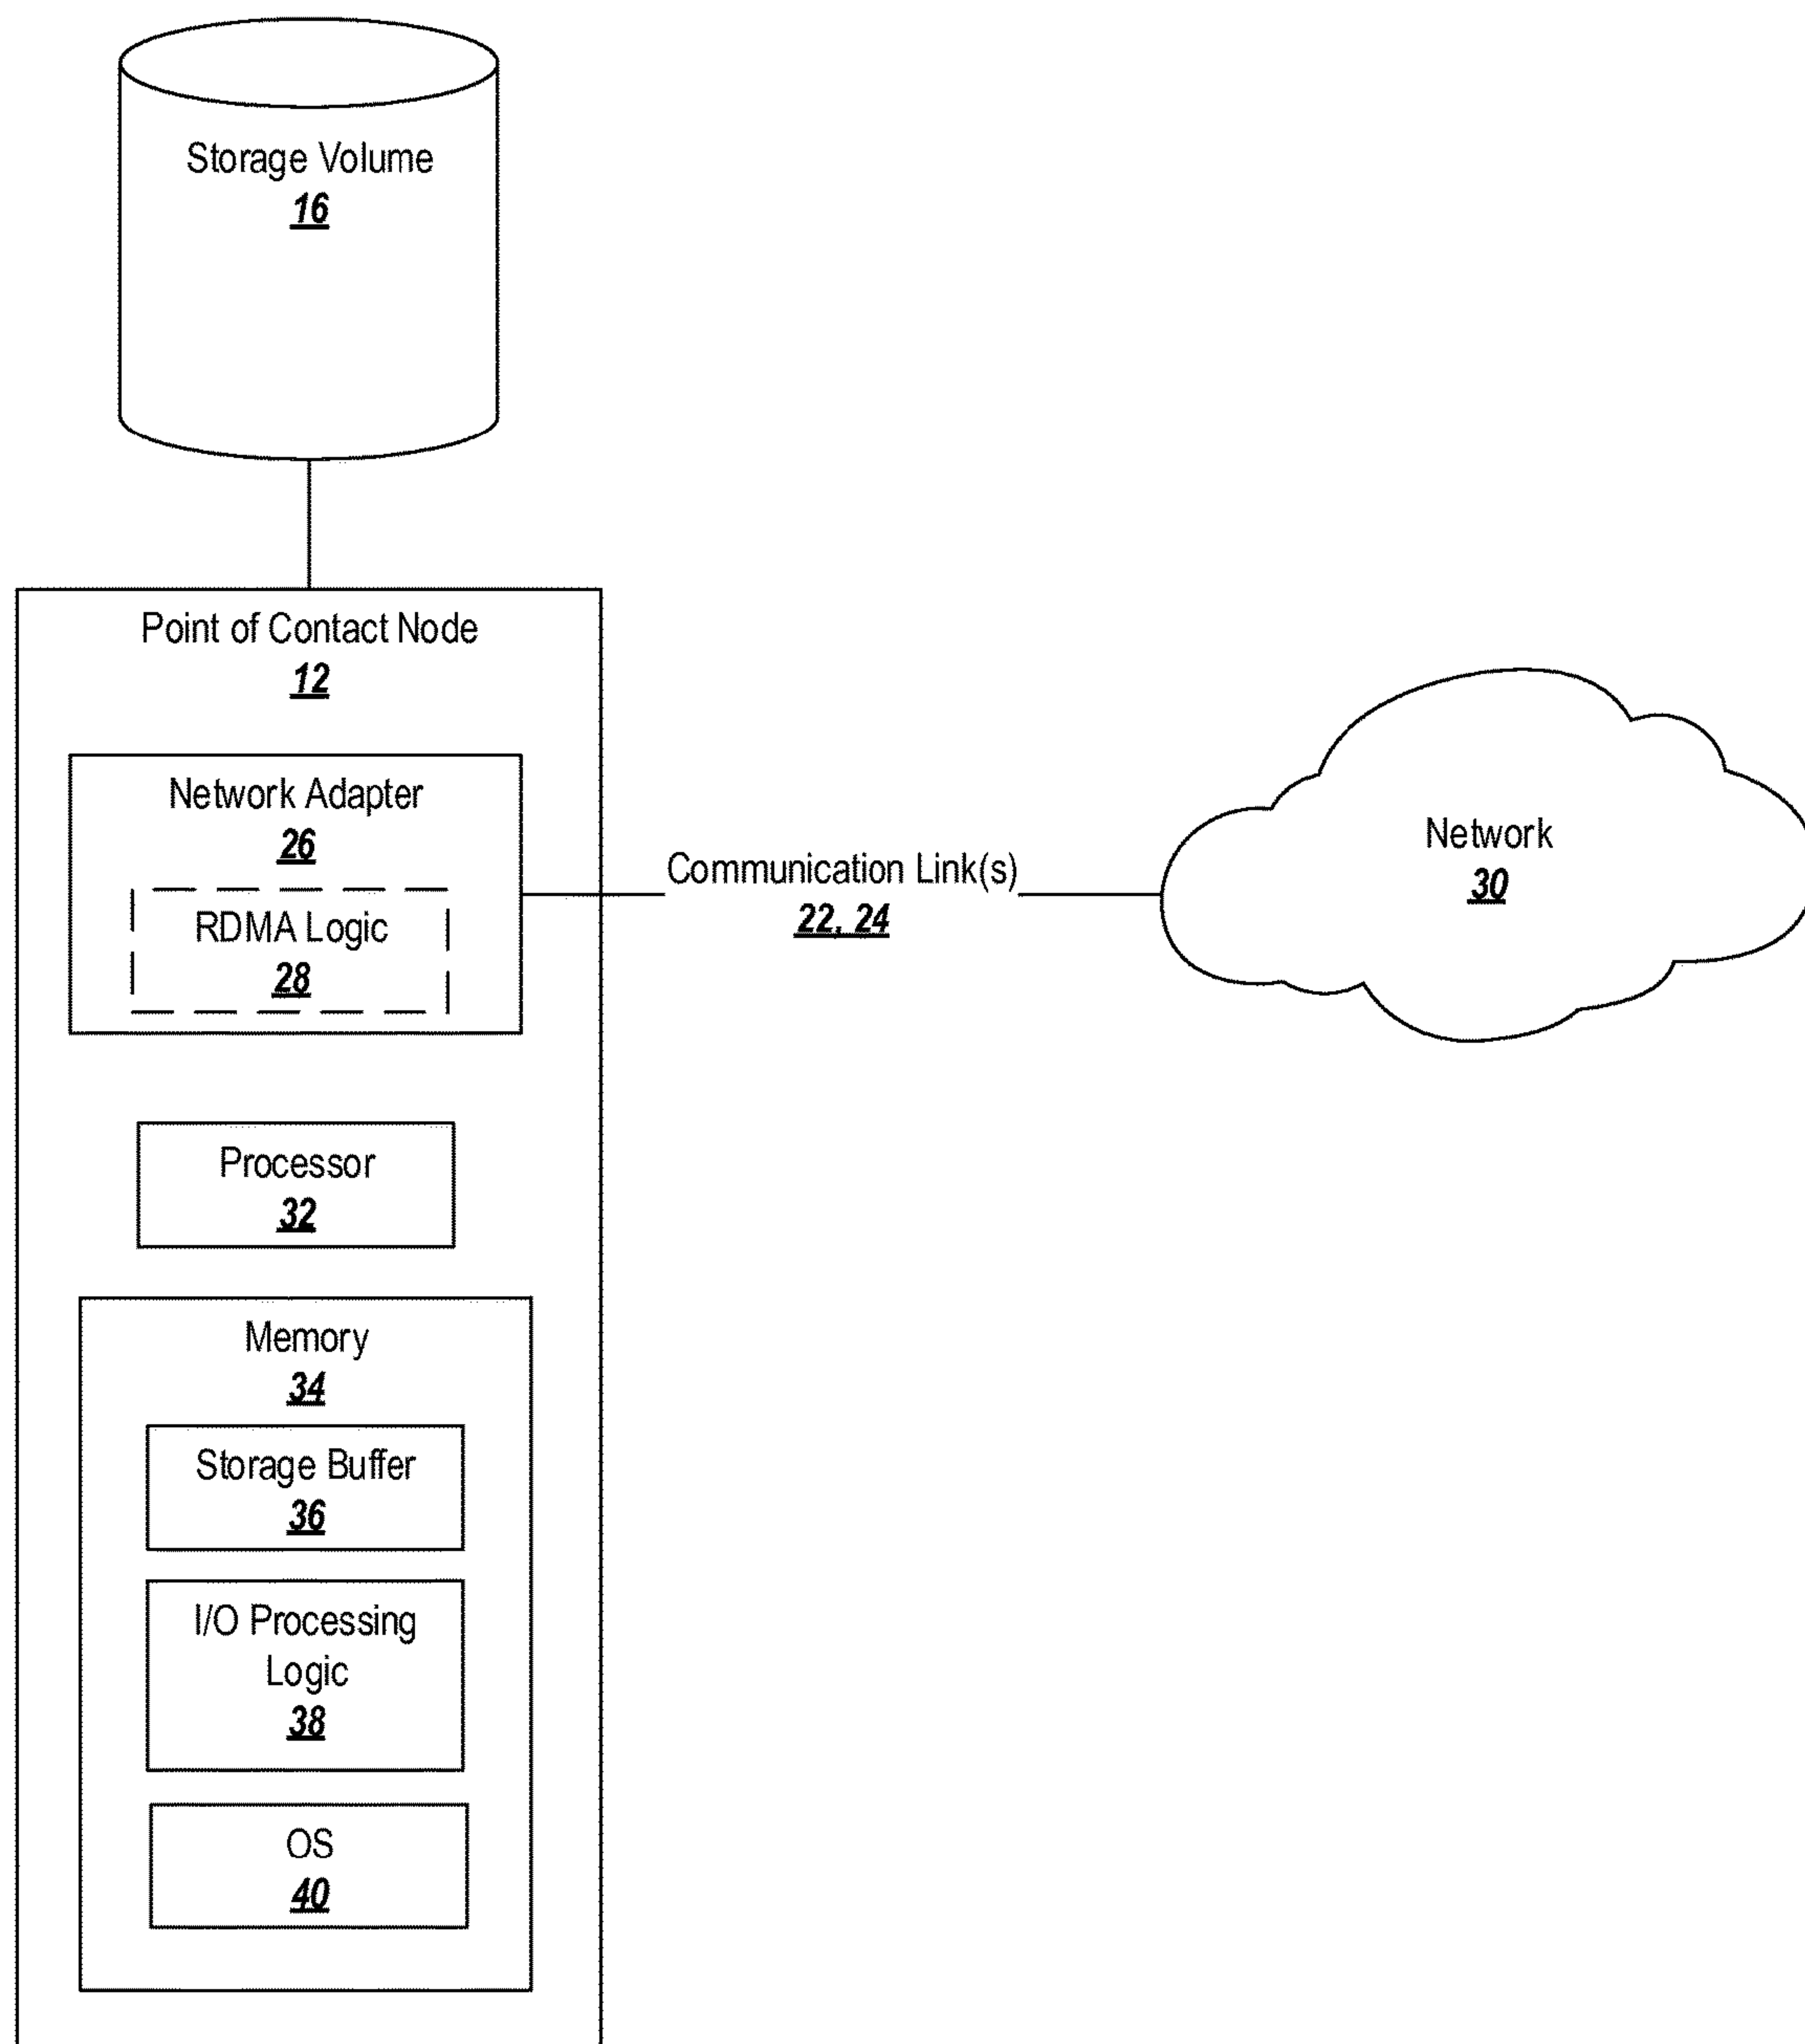 Storage Volume
16
Point of Contact Node
12
Network Adapter
26
RDMA Logic
28
Communication Link(s)
22, 24
Network
30
Processor
32
Memory
34
Storage Buffer
36
I/O Processing
Logic
38
OS
40